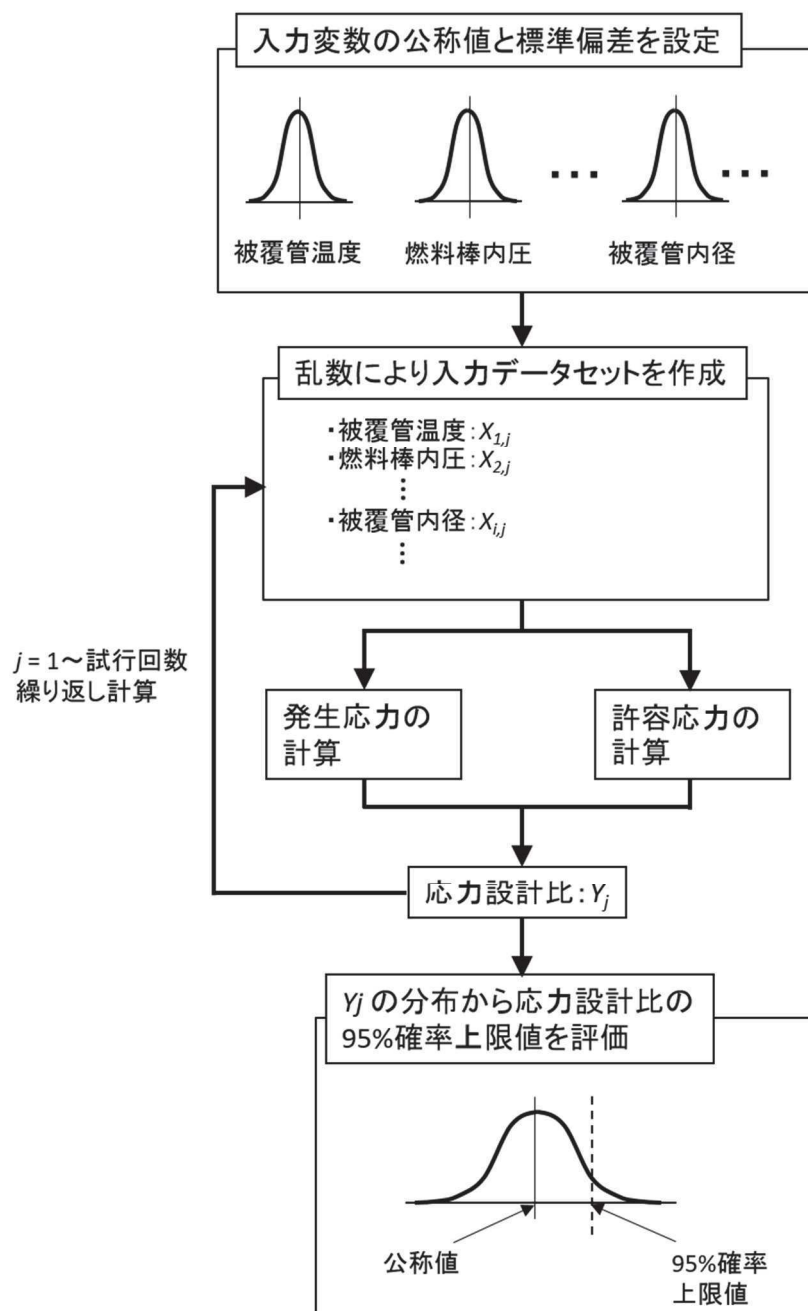 入力変数の公称値と標準偏差を設定
... ...
被覆管温度 燃料棒内圧 被覆管内径
乱数により入力データセットを作成
・被覆管温度：X1,j
・燃料棒内圧：X2,j
⋮
・被覆管内径：Xi,j
⋮
j = 1～試行回数
繰り返し計算
発生応力の
計算
許容応力の
計算
応力設計比：Yj
Yj の分布から応力設計比の
95%確率上限値を評価
公称値
95%確率
上限値